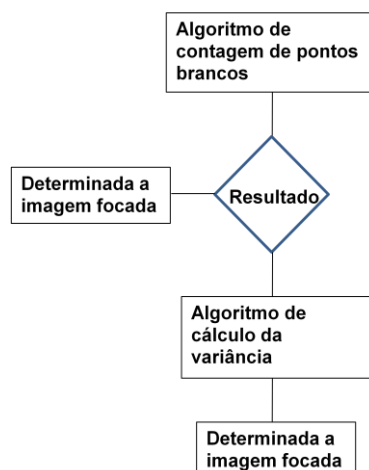 Algoritmo de
contagem de pontos
brancos
Determinada a
imagem focada
Resultado
Algoritmo de
cálculo da
variância
Determinada a
imagem focada